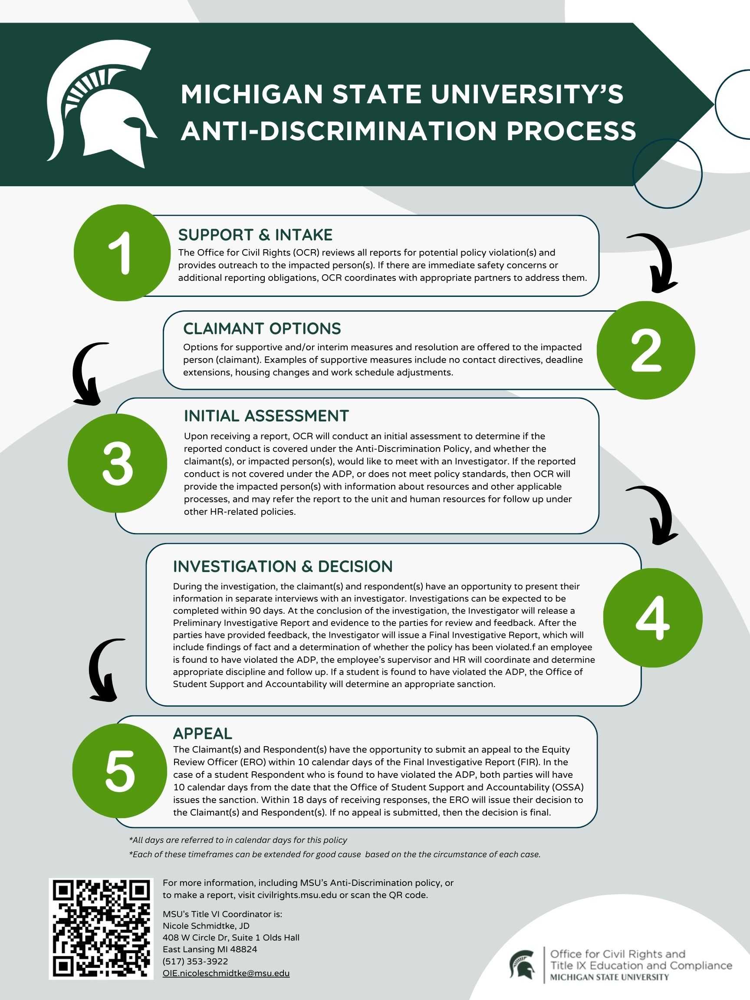 MICHIGAN STATE UNIVERSITY’S
ANTI-DISCRIMINATION PROCESS
1
SUPPORT & INTAKE
The Office for Civil Rights (OCR) reviews all reports for potential policy violation(s) and
provides outreach to the impacted person(s). If there are immediate safety concerns or
additional reporting obligations, OCR coordinates with appropriate partners to address them.
2
CLAIMANT OPTIONS
Options for supportive and/or interim measures and resolution are offered to the impacted
person (claimant). Examples of supportive measures include no contact directives, deadline
extensions, housing changes and work schedule adjustments.
3
INITIAL ASSESSMENT
Upon receiving a report, OCR will conduct an initial assessment to determine if the
reported conduct is covered under the Anti-Discrimination Policy, and whether the
claimant(s), or impacted person(s), would like to meet with an Investigator. If the reported
conduct is not covered under the ADP, or does not meet policy standards, then OCR will
provide the impacted person(s) with information about resources and other applicable
processes, and may refer the report to the unit and human resources for follow up under
other HR-related policies.
4
INVESTIGATION & DECISION
During the investigation, the claimant(s) and respondent(s) have an opportunity to present their
information in separate interviews with an investigator. Investigations can be expected to be
completed within 90 days. At the conclusion of the investigation, the Investigator will release a
Preliminary Investigative Report and evidence to the parties for review and feedback. After the
parties have provided feedback, the Investigator will issue a Final Investigative Report, which will
include findings of fact and a determination of whether the policy has been violated.f an employee
is found to have violated the ADP, the employee’s supervisor and HR will coordinate and determine
appropriate discipline and follow up. If a student is found to have violated the ADP, the Office of
Student Support and Accountability will determine an appropriate sanction.
5
APPEAL
The Claimant(s) and Respondent(s) have the opportunity to submit an appeal to the Equity
Review Officer (ERO) within 10 calendar days of the Final Investigative Report (FIR). In the
case of a student Respondent who is found to have violated the ADP, both parties will have
10 calendar days from the date that the Office of Student Support and Accountability (OSSA)
issues the sanction. Within 18 days of receiving responses, the ERO will issue their decision to
the Claimant(s) and Respondent(s). If no appeal is submitted, then the decision is final.
*All days are referred to in calendar days for this policy
*Each of these timeframes can be extended for good cause based on the the circumstance of each case.
For more information, including MSU’s Anti-Discrimination policy, or
to make a report, visit civilrights.msu.edu or scan the QR code.
MSU's Title VI Coordinator is:
Nicole Schmidtke, JD
408 W Circle Dr, Suite 1 Olds Hall
East Lansing MI 48824
(517) 353-3922
OIE.nicoleschmidtke@msu.edu
Office for Civil Rights and
Title IX Education and Compliance
MICHIGAN STATE UNIVERSITY